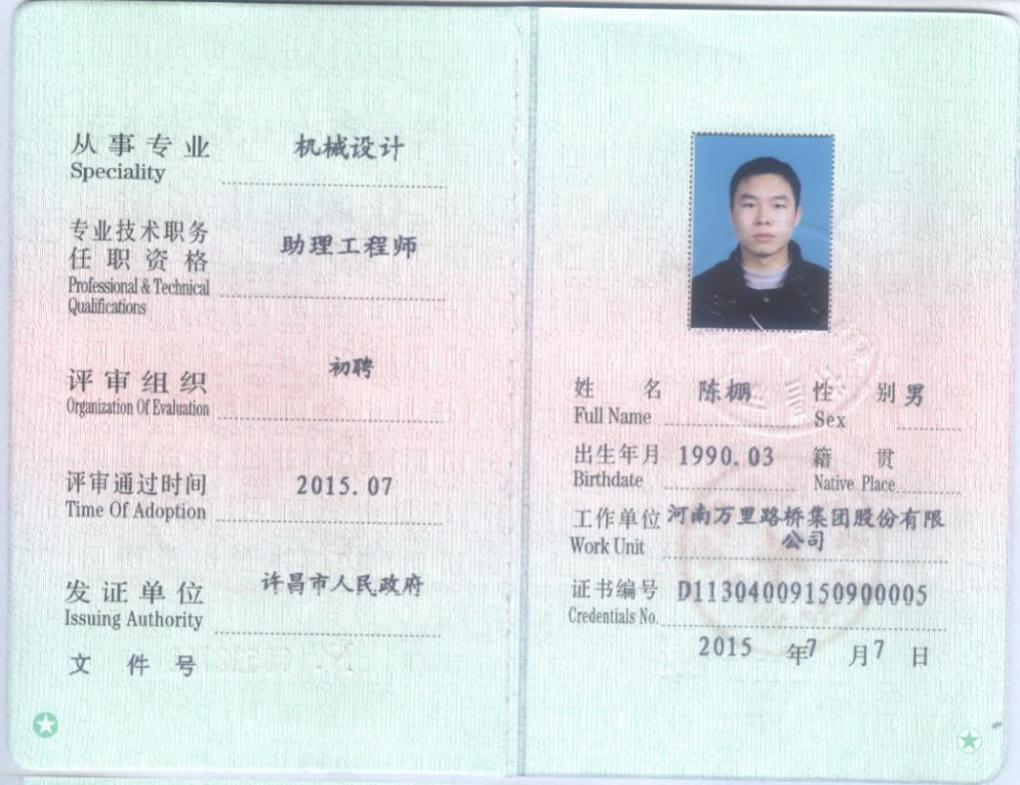 从事专业 机械设计
Speciality
专业技术职务
任职资格 助理工程师
Professional & Technical
Qualifications
初聘
评审组织
Organization Of Evaluation
评审通过时间 2015.07
Time Of Adoption
发证单位 许昌市人民政府
Issuing Authority
文件号
姓名 陈棚 性别 男
Full Name Sex
出生年月 1990.03 籍贯
Birthdate Native Place
工作单位 河南万里路桥集团股份有限
公司
Work Unit
证书编号 D11304009150900005
Credentials No.
2015 年7 月7 日